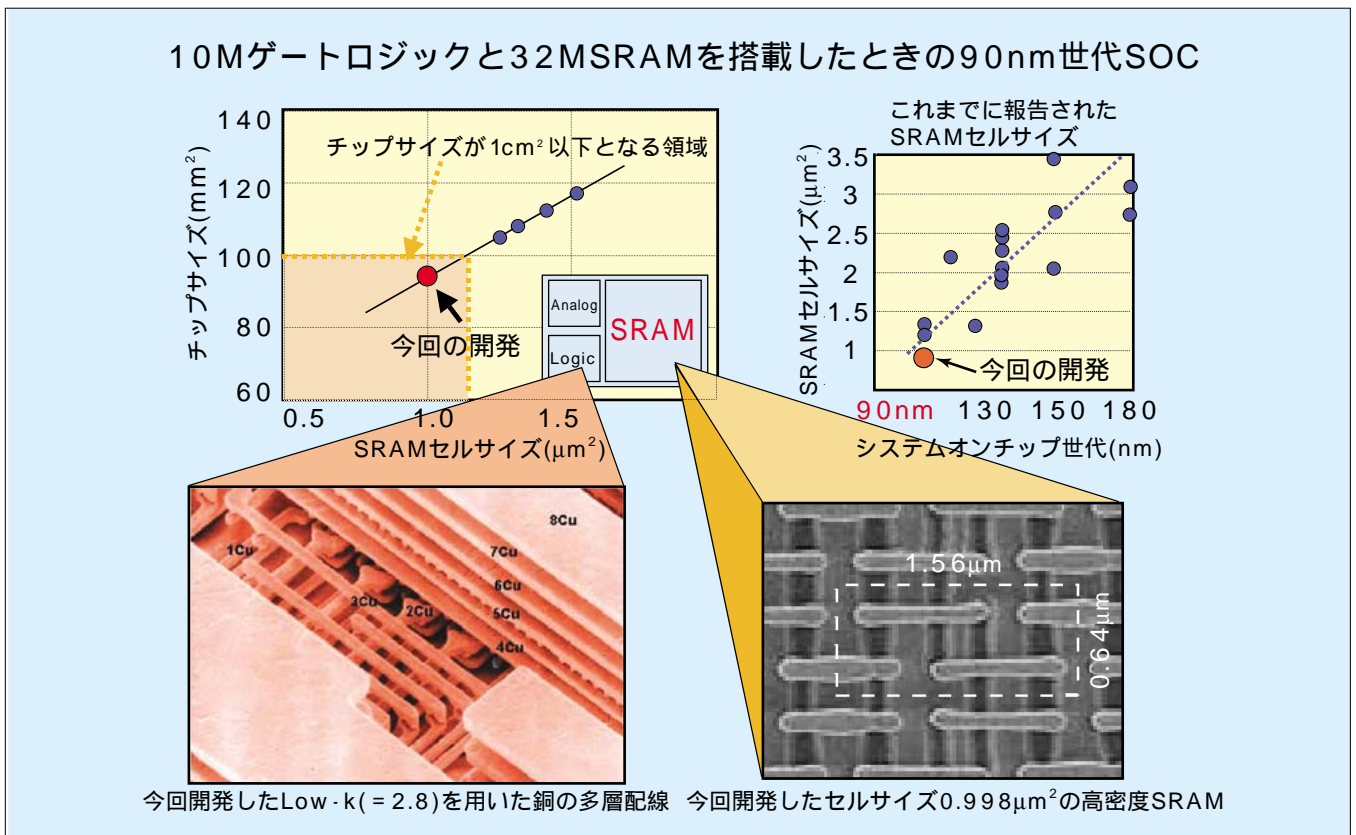 10Mゲートロジックと32MSRAMを搭載したときの90nm世代SOC
チップサイズ(mm²)
140
120
100
80
60
チップサイズが1cm²以下となる領域
今回の開発
Analog
Logic
SRAM
0.5 1.0 1.5
SRAMセルサイズ(μm²)
これまでに報告された
SRAMセルサイズ
SRAMセルサイズ(μm²)
3.5
3
2.5
2
1.5
1
今回の開発
90nm 130 150 180
システムオンチップ世代(nm)
8Cu
7Cu
6Cu
5Cu
4Cu
1Cu
3Cu
2Cu
今回開発したLow-k(=2.8)を用いた銅の多層配線
1.56μm
0.64μm
今回開発したセルサイズ0.998μm²の高密度SRAM